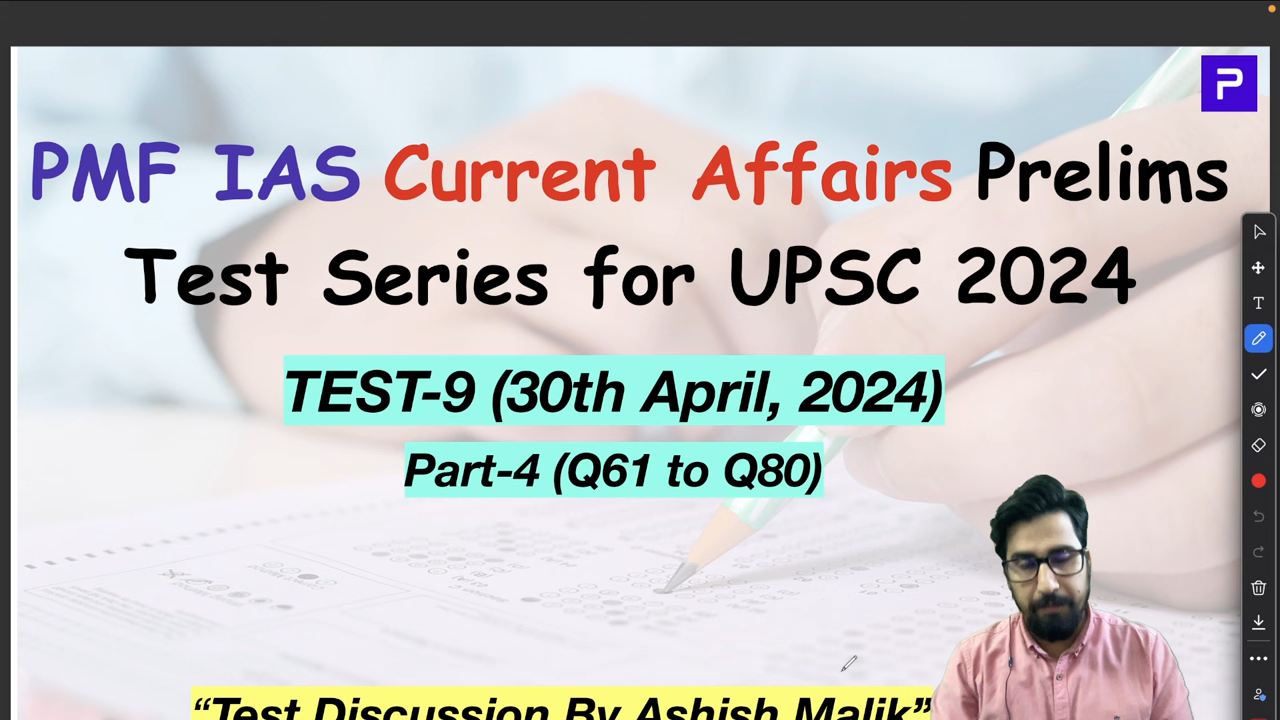 P
PMF IAS Current Affairs Prelims
Test Series for UPSC 2024
TEST-9 (30th April, 2024)
Part-4 (Q61 to Q80)
“Test Discussion By Ashish Malik”
T